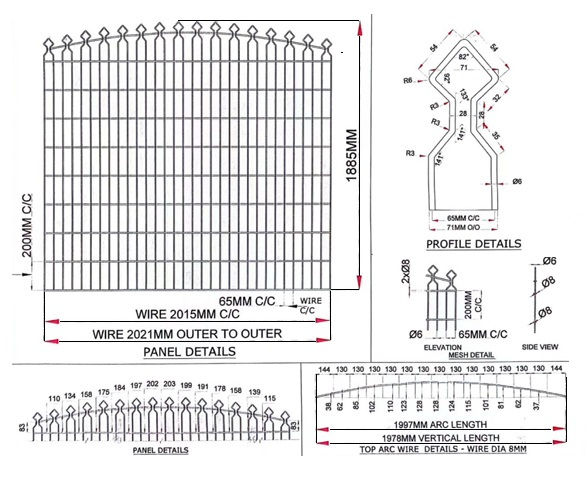 1885MM
200MM C/C
65MM C/C
WIRE
C/C
WIRE 2015MM C/C
WIRE 2021MM OUTER TO OUTER
PANEL DETAILS
54
54
82°
71
R6
92
32
R3
133°
28
28
R3
141°
35
R3
141°
Ø6
65MM C/C
71MM O/O
PROFILE DETAILS
2xØ8
200MM
C/C
Ø6
65MM C/C
ELEVATION
MESH DETAIL
Ø6
Ø8
Ø8
SIDE VIEW
83
110 134 158 175 184 197 202 203 199 191 178 158 139 115
83
PANEL DETAILS
144 130 130 130 130 130 130 130 130 130 130 130 130 144
38 62 85 102 110 123 128 128 124 115 101 81 62 37
1997MM ARC LENGTH
1978MM VERTICAL LENGTH
TOP ARC WIRE DETAILS - WIRE DIA 8MM